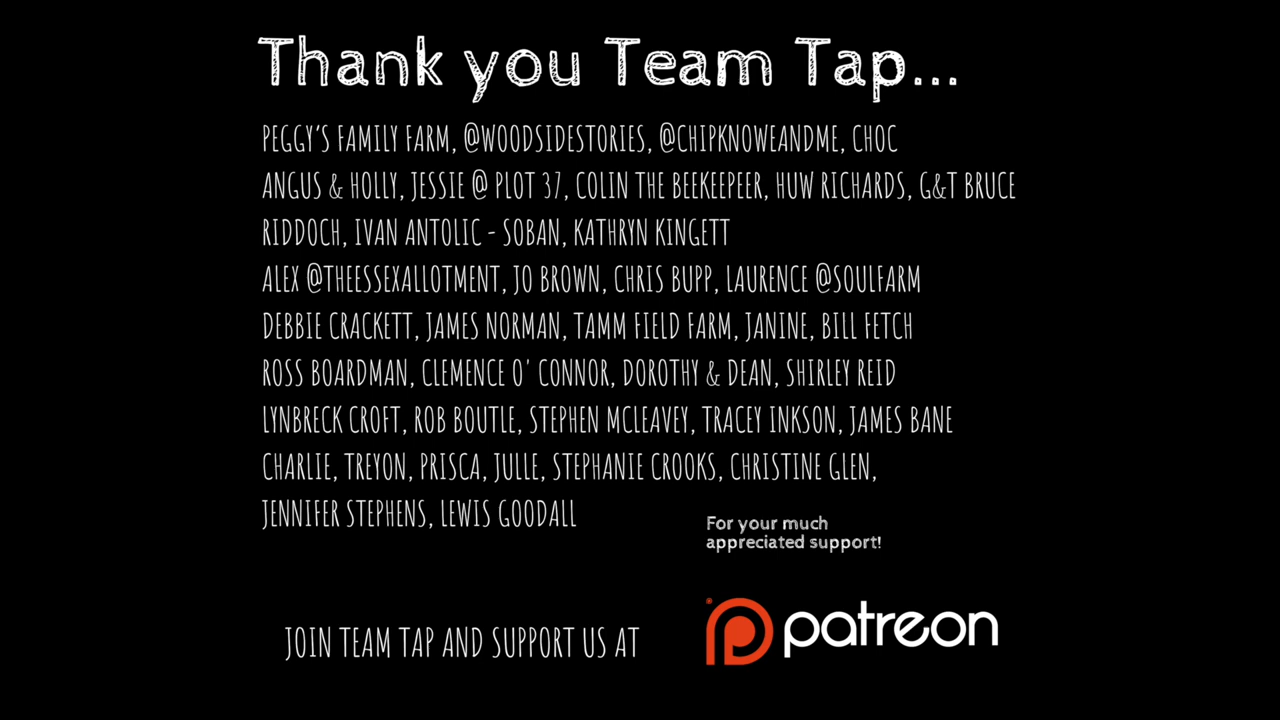 Thank you Team Tap...
PEGGY'S FAMILY FARM, @WOODSIDESTORIES, @CHIPKNOWEANDME, CHOC
ANGUS & HOLLY, JESSIE @ PLOT 37, COLIN THE BEEKEEPER, HUW RICHARDS, G&T BRUCE
RIDDOCH, IVAN ANTOLIC - SOBAN, KATHRYN KINGETT
ALEX @THEESSEXALLOTMENT, JO BROWN, CHRIS BUPP, LAURENCE @SOULFARM
DEBBIE CRACKETT, JAMES NORMAN, TAMM FIELD FARM, JANINE, BILL FETCH
ROSS BOARDMAN, CLEMENCE O' CONNOR, DOROTHY & DEAN, SHIRLEY REID
LYNBRECK CROFT, ROB BOUTLE, STEPHEN MCLEAVEY, TRACEY INKSON, JAMES BANE
CHARLIE, TREYON, PRISCA, JULLE, STEPHANIE CROOKS, CHRISTINE GLEN,
JENNIFER STEPHENS, LEWIS GOODALL
For your much
appreciated support!
JOIN TEAM TAP AND SUPPORT US AT
patreon